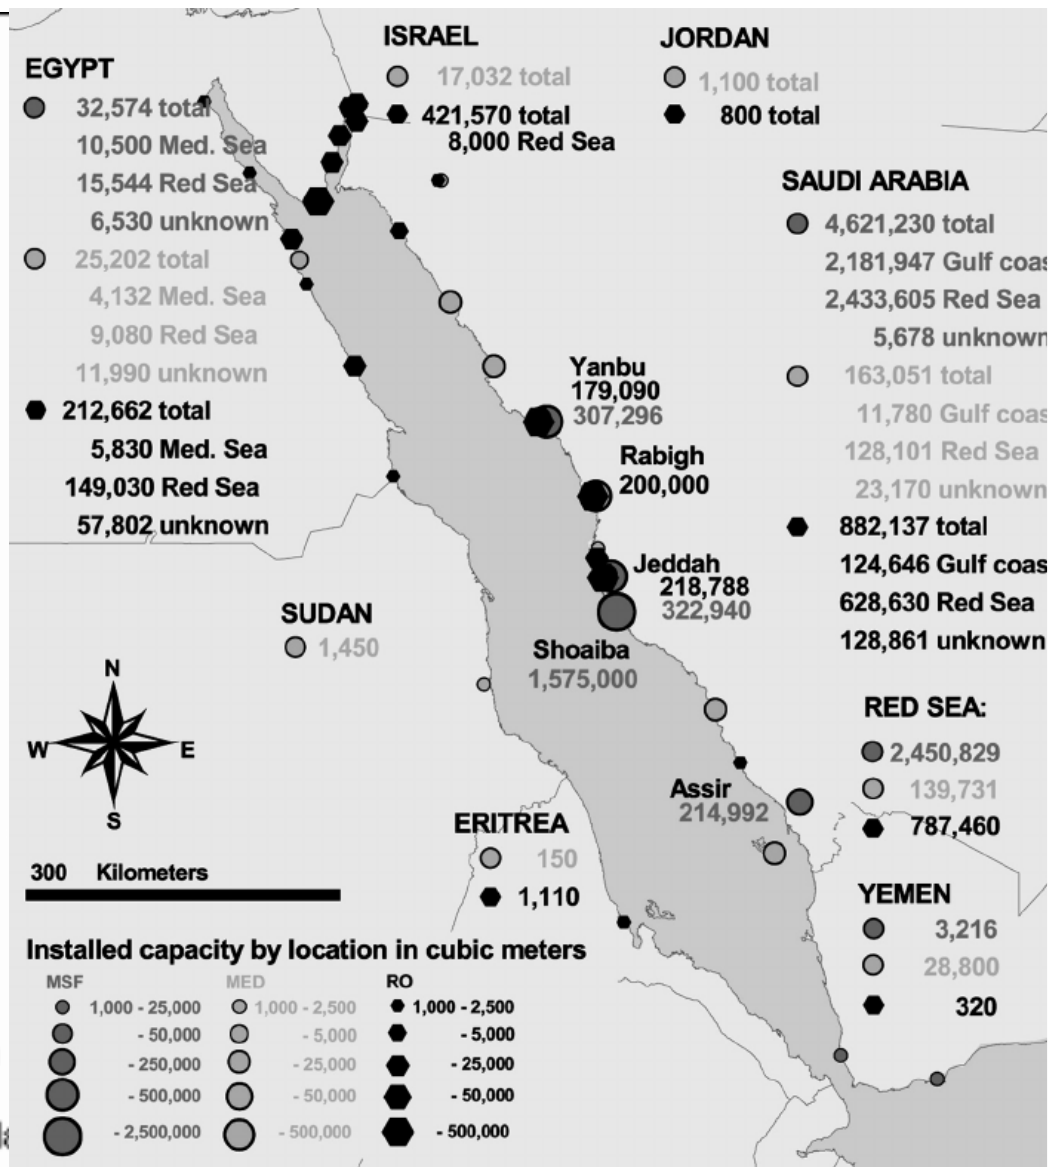 EGYPT
32,574 total
10,500 Med. Sea
15,544 Red Sea
6,530 unknown
25,202 total
4,132 Med. Sea
9,080 Red Sea
11,990 unknown
212,662 total
5,830 Med. Sea
149,030 Red Sea
57,802 unknown
ISRAEL
17,032 total
421,570 total
8,000 Red Sea
JORDAN
1,100 total
800 total
SAUDI ARABIA
4,621,230 total
2,181,947 Gulf coas
2,433,605 Red Sea
5,678 unknown
163,051 total
11,780 Gulf coas
128,101 Red Sea
23,170 unknown
882,137 total
124,646 Gulf coas
628,630 Red Sea
128,861 unknown
Yanbu
179,090
307,296
Rabigh
200,000
Jeddah
218,788
322,940
Shoaiba
1,575,000
SUDAN
1,450
N
W E
S
RED SEA:
2,450,829
139,731
787,460
Assir
214,992
ERITREA
150
1,110
YEMEN
3,216
28,800
320
300 Kilometers
Installed capacity by location in cubic meters
MSF MED RO
1,000 - 25,000 1,000 - 2,500 1,000 - 2,500
- 50,000 - 5,000 - 5,000
- 250,000 - 25,000 - 25,000
- 500,000 - 50,000 - 50,000
- 2,500,000 - 500,000 - 500,000